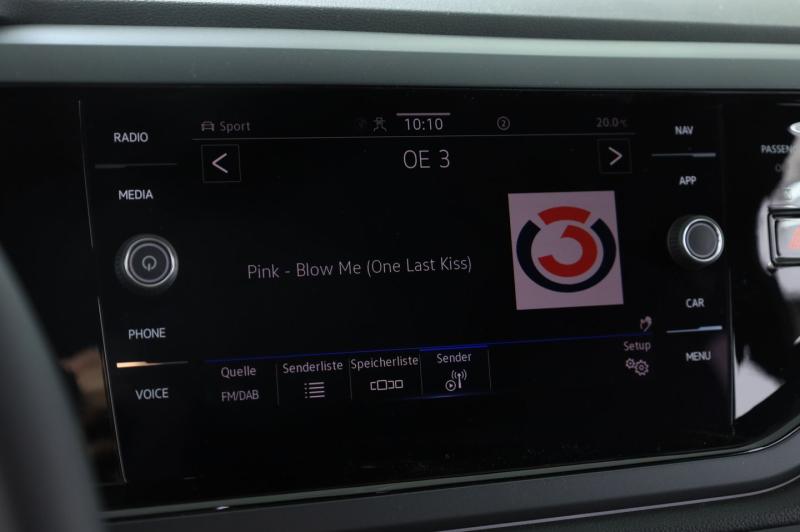 RADIO
MEDIA
PHONE
VOICE
Sport
10:10
2
20.0°C
OE 3
Pink - Blow Me (One Last Kiss)
3
Quelle
FM/DAB
Senderliste
Speicherliste
Sender
Setup
NAV
APP
CAR
MENU